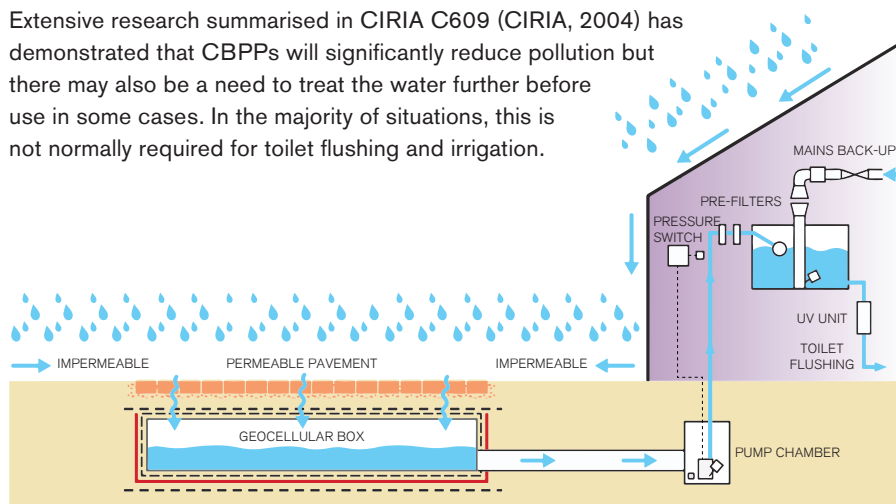 Extensive research summarised in CIRIA C609 (CIRIA, 2004) has
demonstrated that CBPPs will significantly reduce pollution but
there may also be a need to treat the water further before
use in some cases. In the majority of situations, this is
not normally required for toilet flushing and irrigation.
MAINS BACK-UP
PRE-FILTERS
PRESSURE
SWITCH
UV UNIT
TOILET
FLUSHING
IMPERMEABLE
PERMEABLE PAVEMENT
IMPERMEABLE
GEOCELLULAR BOX
PUMP CHAMBER